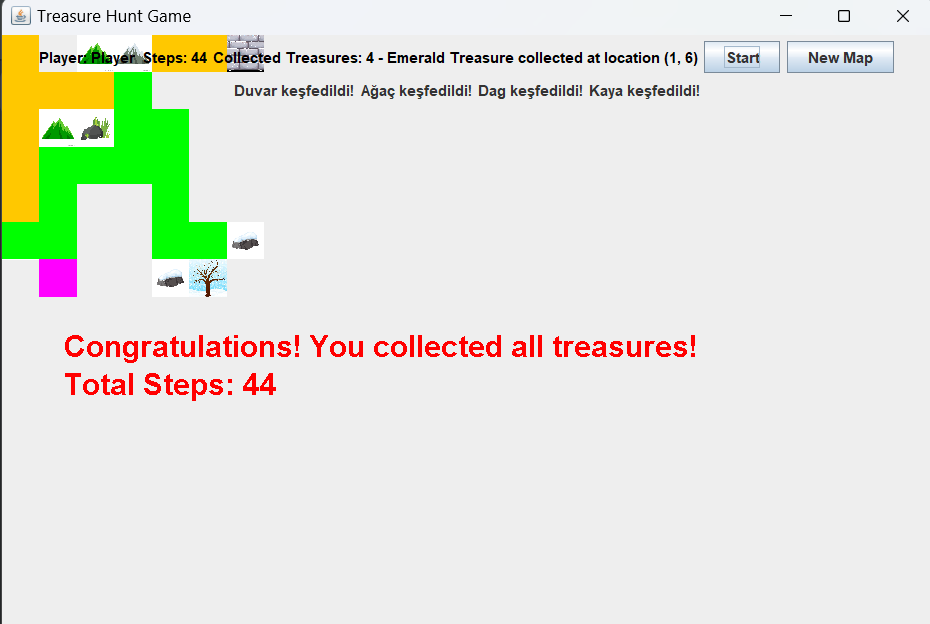 Treasure Hunt Game
Player: Player Steps: 44 Collected Treasures: 4 - Emerald Treasure collected at location (1, 6) Start New Map
Duvar keşfedildi! Ağaç keşfedildi! Dag keşfedildi! Kaya keşfedildi!
Congratulations! You collected all treasures!
Total Steps: 44